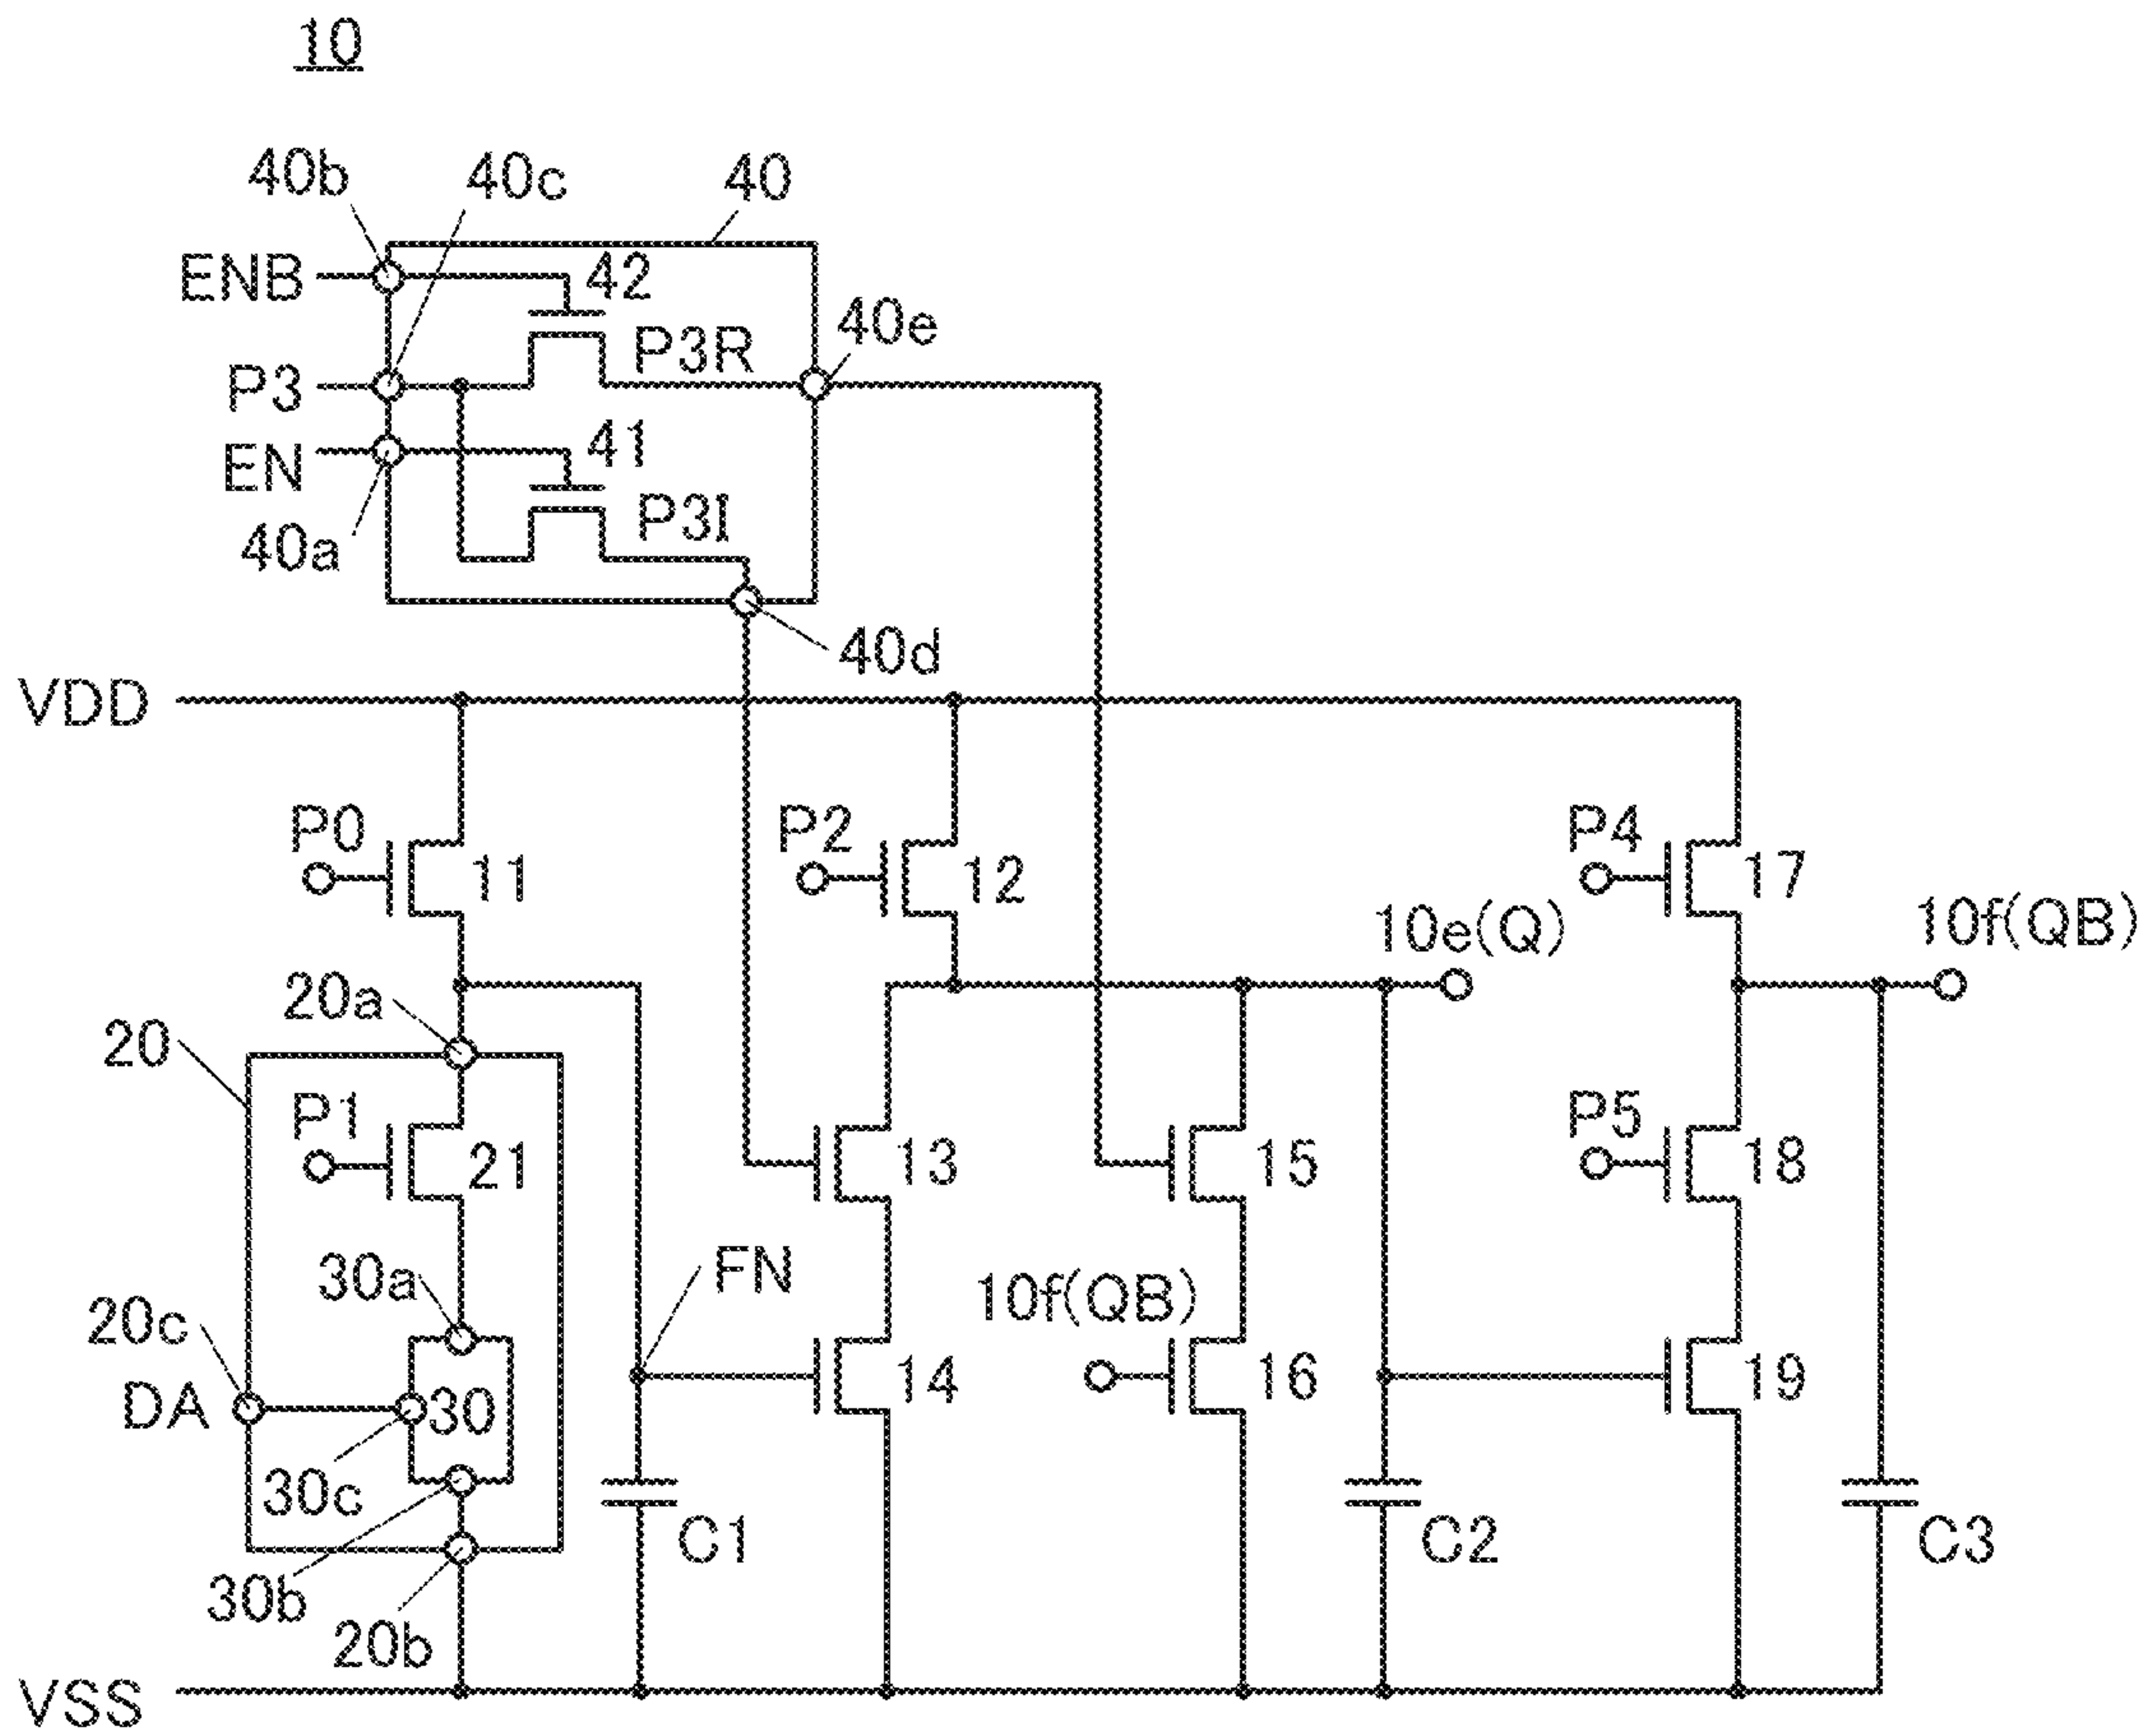 10
40b
40c
40
ENB
42
40e
P3R
P3
41
EN
P3I
40a
40d
VDD
P0
P2
P4
11
12
17
10e(Q)
10f(QB)
20a
20
P1
P5
21
13
15
18
FN
30a
10f(QB)
20c
14
16
19
DA
30
30c
C1
C2
C3
30b
20b
VSS